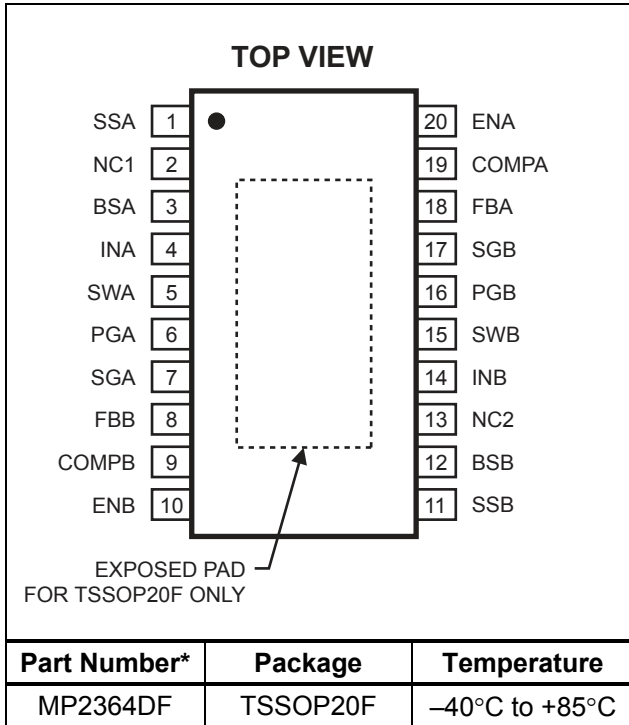 TOP VIEW
SSA 1 20 ENA
NC1 2 19 COMPA
BSA 3 18 FBA
INA 4 17 SGB
SWA 5 16 PGB
PGA 6 15 SWB
SGA 7 14 INB
FBB 8 13 NC2
COMPB 9 12 BSB
ENB 10 11 SSB
EXPOSED PAD
FOR TSSOP20F ONLY
Part Number* Package Temperature
MP2364DF TSSOP20F –40°C to +85°C